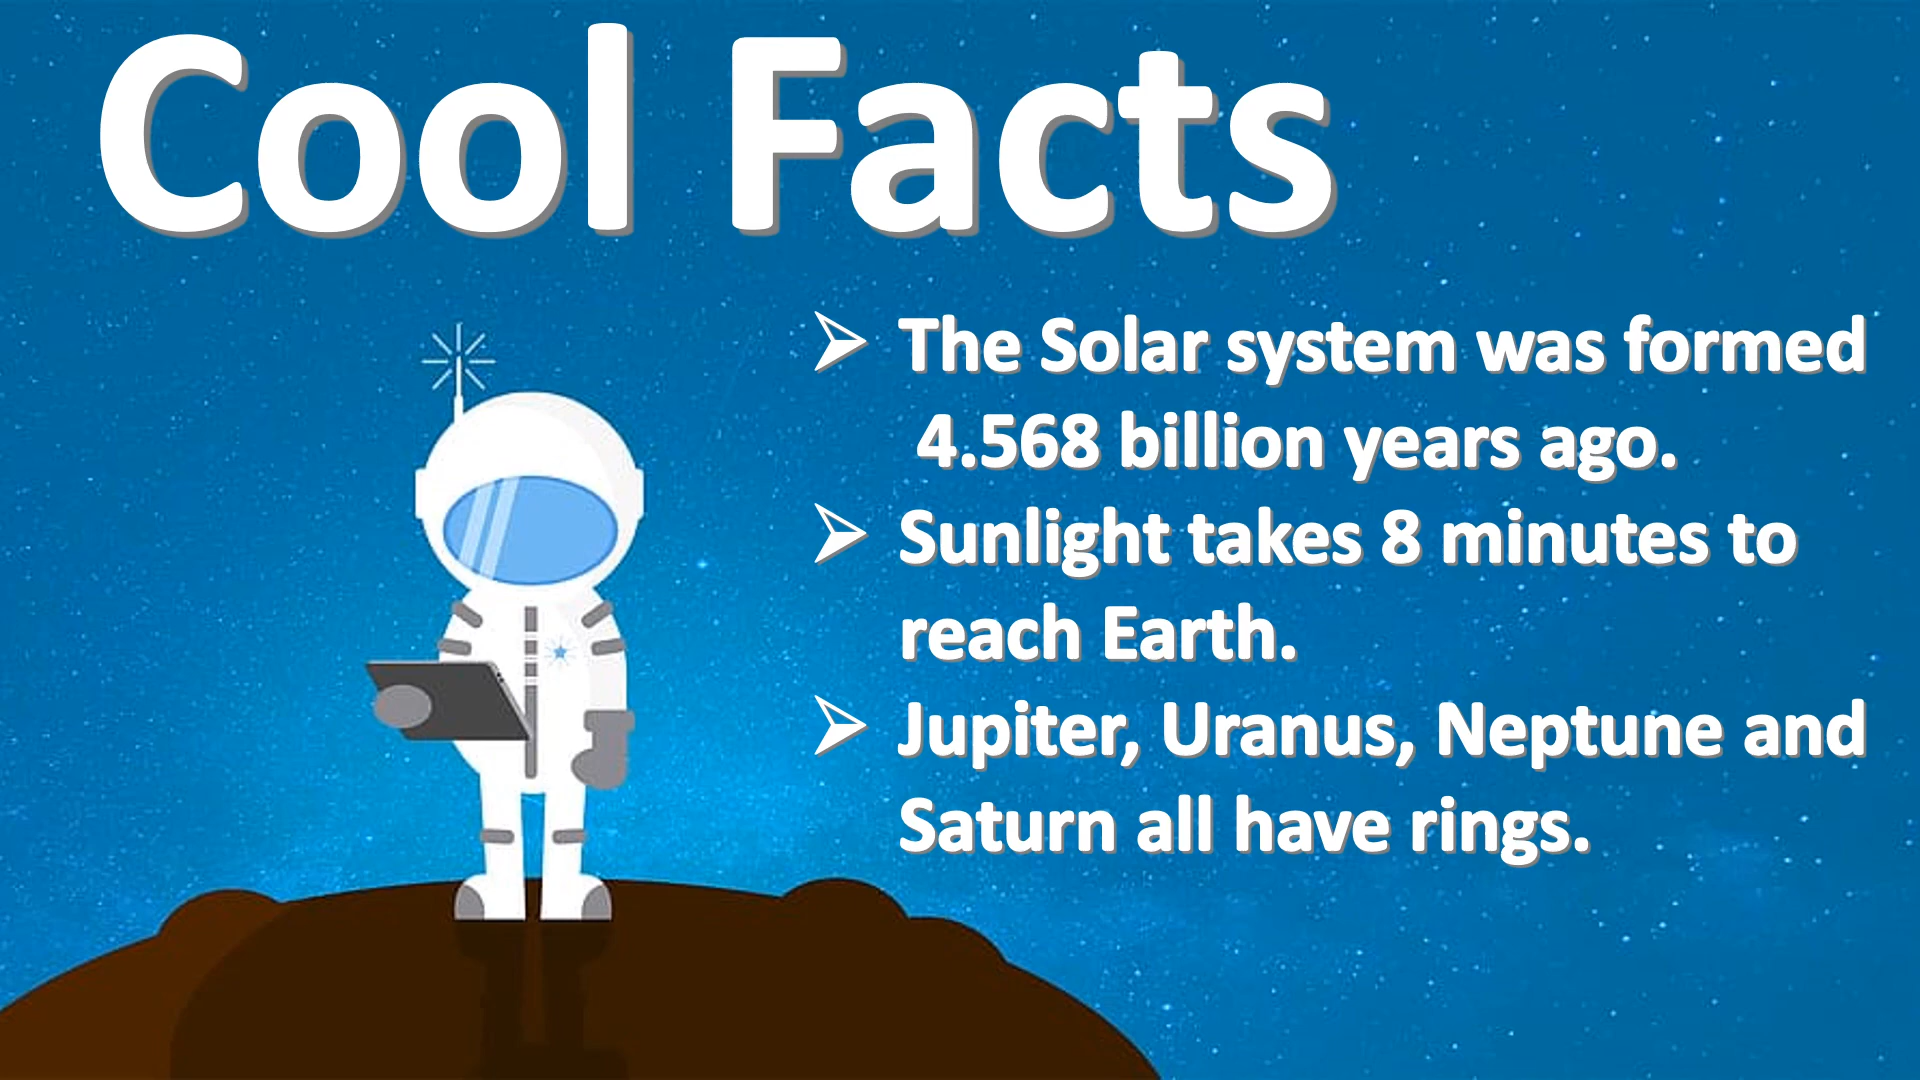 Cool Facts
The Solar system was formed
4.568 billion years ago.
Sunlight takes 8 minutes to
reach Earth.
Jupiter, Uranus, Neptune and
Saturn all have rings.